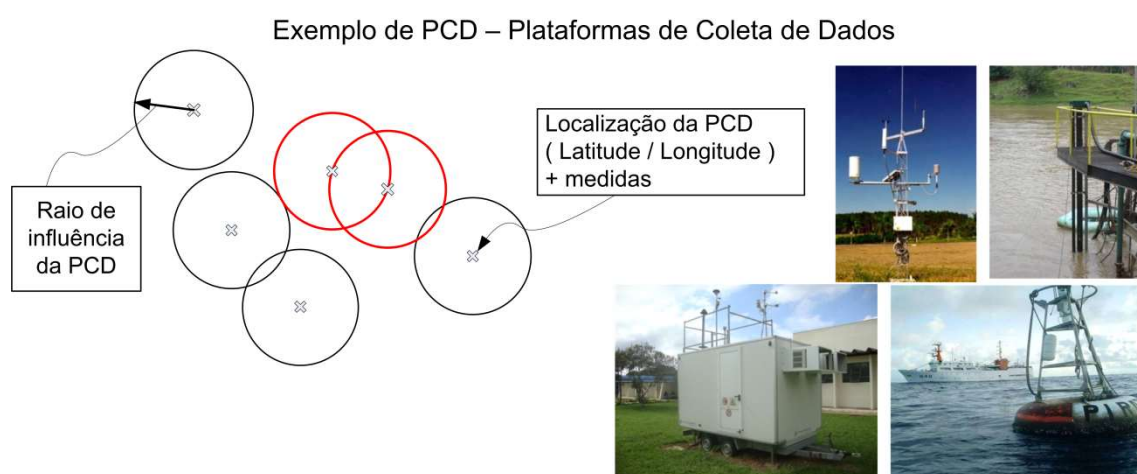 Exemplo de PCD – Plataformas de Coleta de Dados
Localização da PCD
( Latitude / Longitude )
+ medidas
Raio de
influência
da PCD